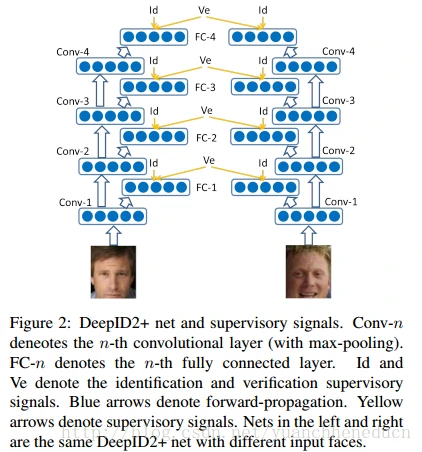 Id Ve Id
FC-4
Conv-4 Id Ve Id Conv-4
FC-3
Conv-3 Id Ve Id Conv-3
FC-2
Conv-2 Id Ve Id Conv-2
FC-1
Conv-1 Conv-1
Figure 2: DeepID2+ net and supervisory signals. Conv-n
deneotes the n-th convolutional layer (with max-pooling).
FC-n denotes the n-th fully connected layer. Id and
Ve denote the identification and verification supervisory
signals. Blue arrows denote forward-propagation. Yellow
arrows denote supervisory signals. Nets in the left and right
are the same DeepID2+ net with different input faces.